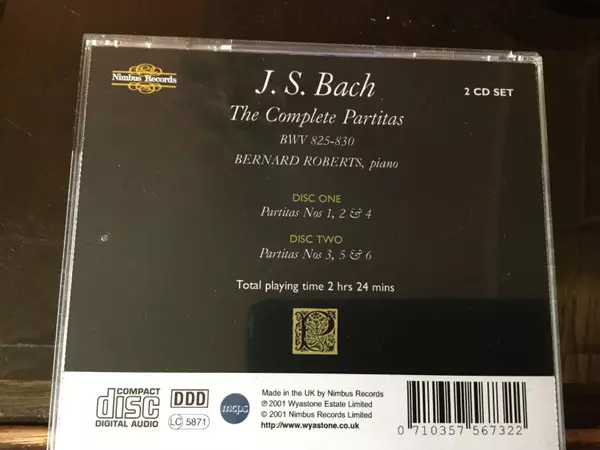 Nimbus Records
J. S. Bach
2 CD SET
The Complete Partitas
BWV 825-830
BERNARD ROBERTS, piano
DISC ONE
Partitas Nos 1, 2 & 4
DISC TWO
Partitas Nos 3, 5 & 6
Total playing time 2 hrs 24 mins
P
COMPACT
disc
DIGITAL AUDIO
DDD
LC 5871
mcps
Made in the UK by Nimbus Records
℗ 2001 Wyastone Estate Limited
© 2001 Nimbus Records Limited
http://www.wyastone.co.uk
0 710357 567322